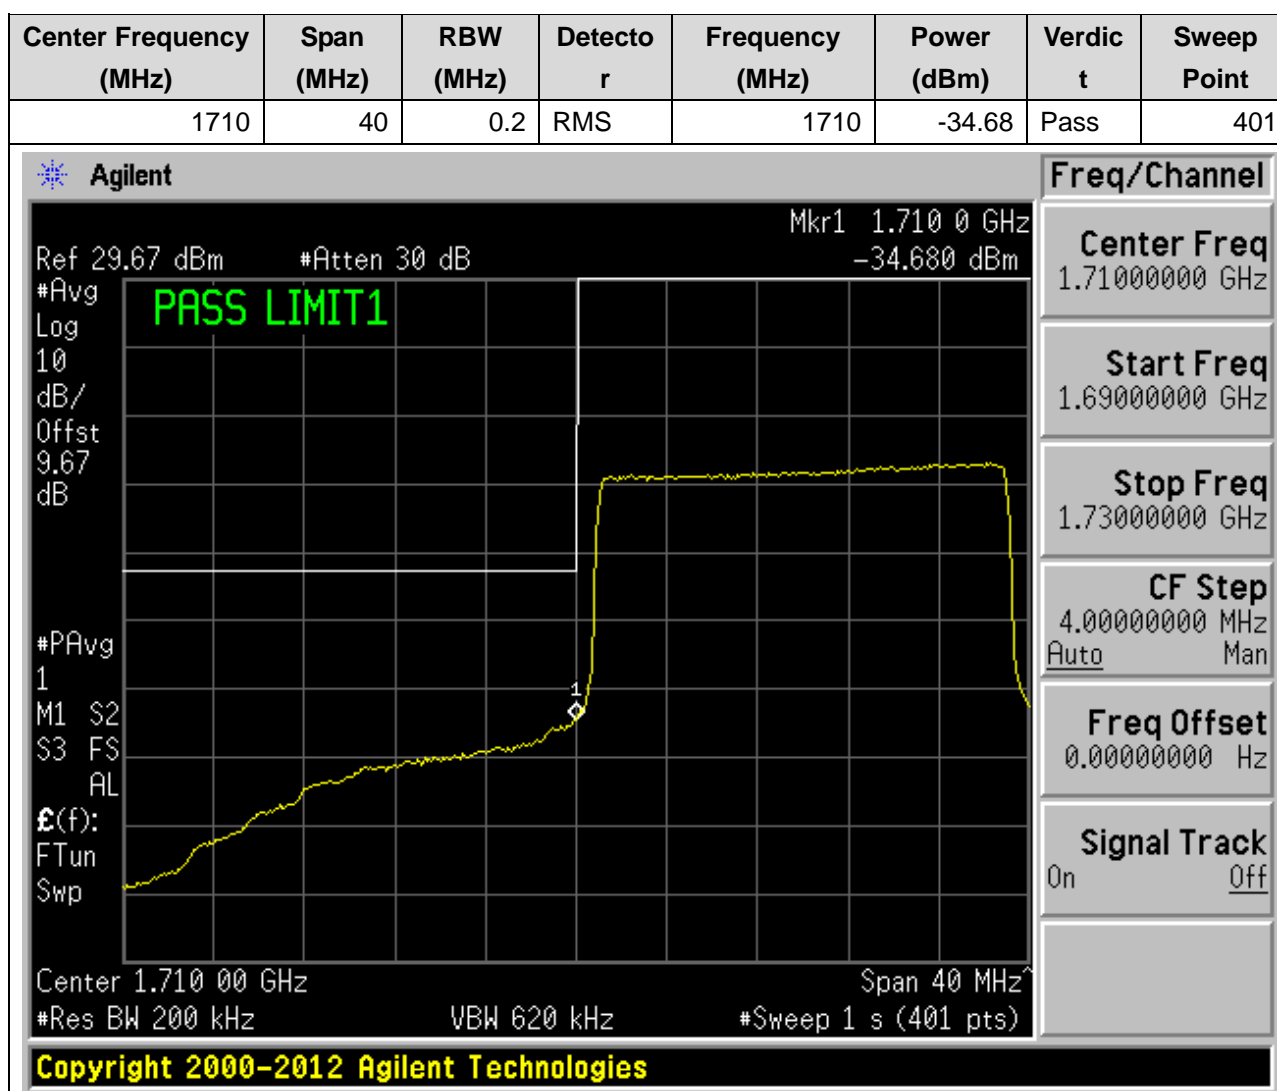 Center Frequency (MHz) Span (MHz) RBW (MHz) Detecto r Frequency (MHz) Power (dBm) Verdic t Sweep Point
1710 40 0.2 RMS 1710 -34.68 Pass 401
Agilent
Freq/Channel
Mkr1 1.710 0 GHz
Ref 29.67 dBm #Atten 30 dB -34.680 dBm
#Avg
Log
10
dB/
Offst
9.67
dB
PASS LIMIT1
#PAvg
1
M1 S2
S3 FS
AL
£(f):
FTun
Swp
1
Center 1.710 00 GHz Span 40 MHz^
#Res BW 200 kHz VBW 620 kHz #Sweep 1 s (401 pts)
Center Freq
1.71000000 GHz
Start Freq
1.69000000 GHz
Stop Freq
1.73000000 GHz
CF Step
4.00000000 MHz
Auto Man
Freq Offset
0.00000000 Hz
Signal Track
On Off
Copyright 2000-2012 Agilent Technologies